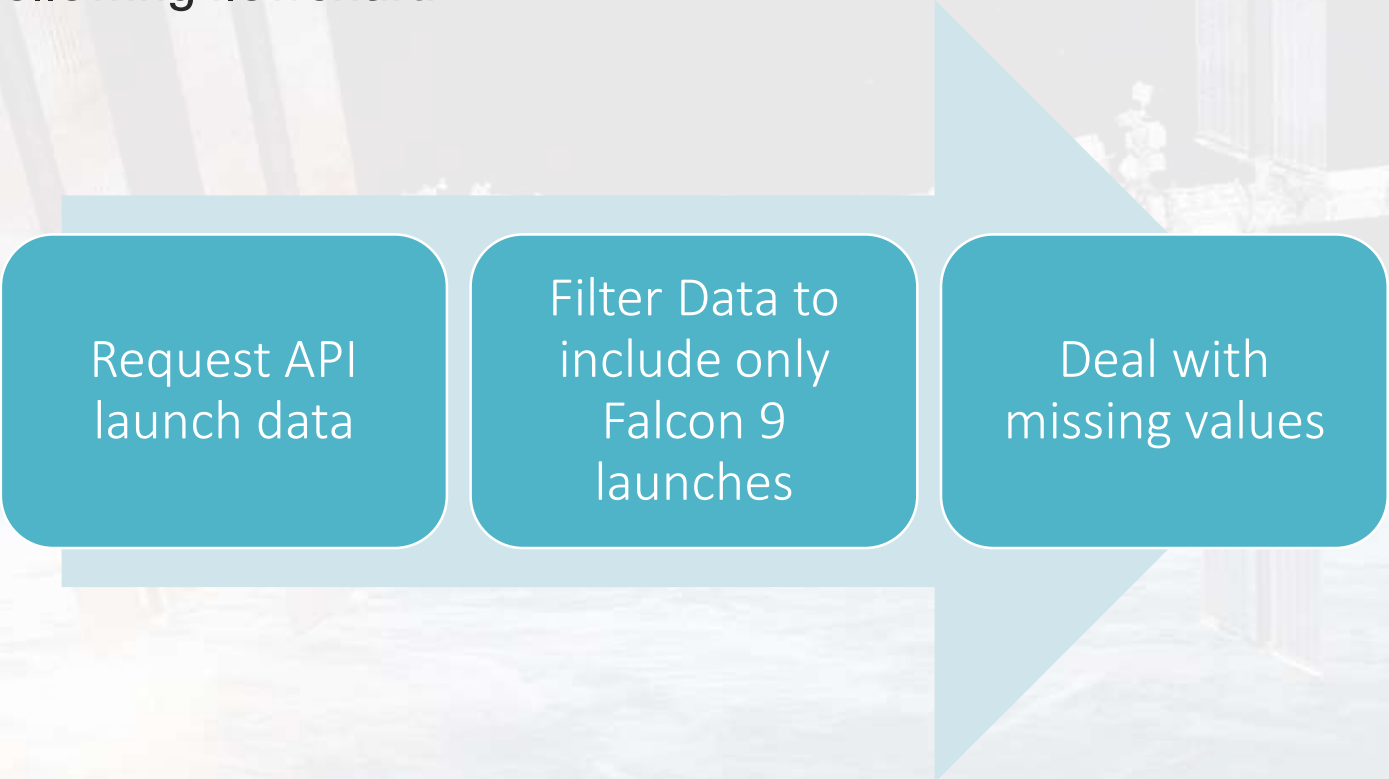 Request API
launch data
Filter Data to
include only
Falcon 9
launches
Deal with
missing values